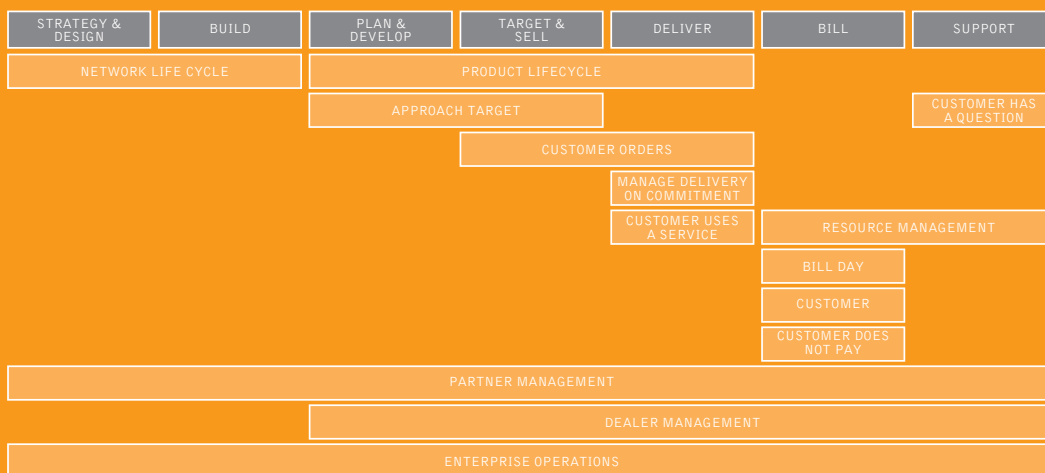 STRATEGY &
DESIGN
BUILD
PLAN &
DEVELOP
TARGET &
SELL
DELIVER
BILL
SUPPORT
NETWORK LIFE CYCLE
PRODUCT LIFECYCLE
APPROACH TARGET
CUSTOMER HAS
A QUESTION
CUSTOMER ORDERS
MANAGE DELIVERY
ON COMMITMENT
CUSTOMER USES
A SERVICE
RESOURCE MANAGEMENT
BILL DAY
CUSTOMER
CUSTOMER DOES
NOT PAY
PARTNER MANAGEMENT
DEALER MANAGEMENT
ENTERPRISE OPERATIONS